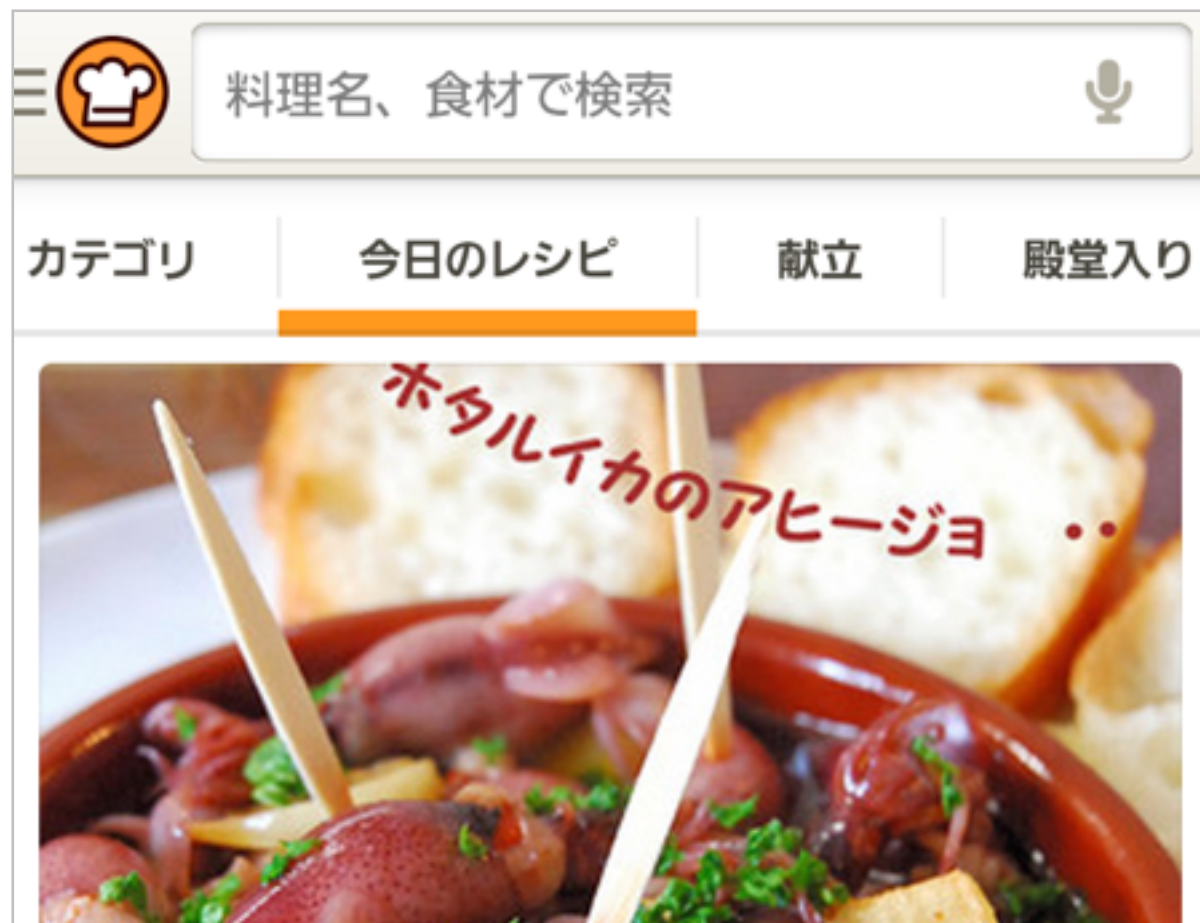 料理名、食材で検索
カテゴリ 今日のレシピ 献立 殿堂入り
ホタルイカのアヒージョ ‥